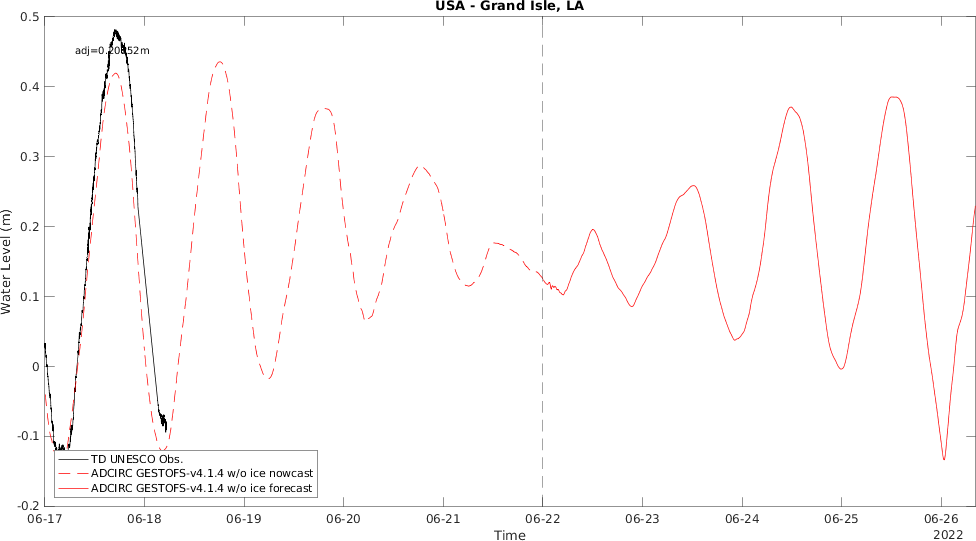 USA - Grand Isle, LA
0.5
adj=0.20852m
0.4
0.3
0.2
0.1
0
-0.1
-0.2
Water Level (m)
TD UNESCO Obs.
ADCIRC GESTOFS-v4.1.4 w/o ice nowcast
ADCIRC GESTOFS-v4.1.4 w/o ice forecast
06-17 06-18 06-19 06-20 06-21 06-22 06-23 06-24 06-25 06-26
Time
2022